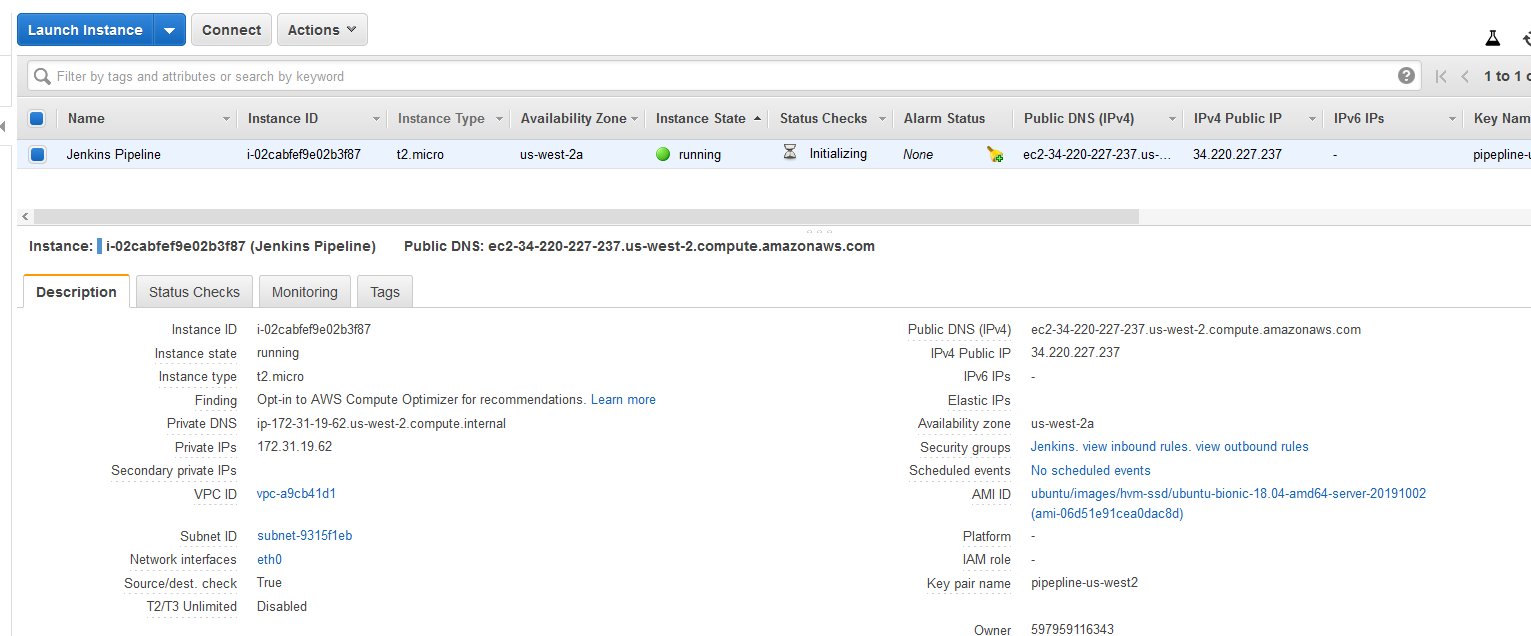 Launch Instance Connect Actions
Filter by tags and attributes or search by keyword ? 1 to 1
Name Instance ID Instance Type Availability Zone Instance State Status Checks Alarm Status Public DNS (IPv4) IPv4 Public IP IPv6 IPs Key Nam
Jenkins Pipeline i-02cabfef9e02b3f87 t2.micro us-west-2a running Initializing None ec2-34-220-227-237.us-... 34.220.227.237 - pipepline-u
Instance: i-02cabfef9e02b3f87 (Jenkins Pipeline) Public DNS: ec2-34-220-227-237.us-west-2.compute.amazonaws.com
Description Status Checks Monitoring Tags
Instance ID i-02cabfef9e02b3f87 Public DNS (IPv4) ec2-34-220-227-237.us-west-2.compute.amazonaws.com
Instance state running IPv4 Public IP 34.220.227.237
Instance type t2.micro IPv6 IPs -
Finding Opt-in to AWS Compute Optimizer for recommendations. Learn more Elastic IPs
Private DNS ip-172-31-19-62.us-west-2.compute.internal Availability zone us-west-2a
Private IPs 172.31.19.62 Security groups Jenkins. view inbound rules. view outbound rules
Secondary private IPs Scheduled events No scheduled events
VPC ID vpc-a9cb41d1 AMI ID ubuntu/images/hvm-ssd/ubuntu-bionic-18.04-amd64-server-20191002
(ami-06d51e91cea0dac8d)
Subnet ID subnet-9315f1eb Platform -
Network interfaces eth0 IAM role -
Source/dest. check True Key pair name pipepline-us-west2
T2/T3 Unlimited Disabled
Owner 597959116343